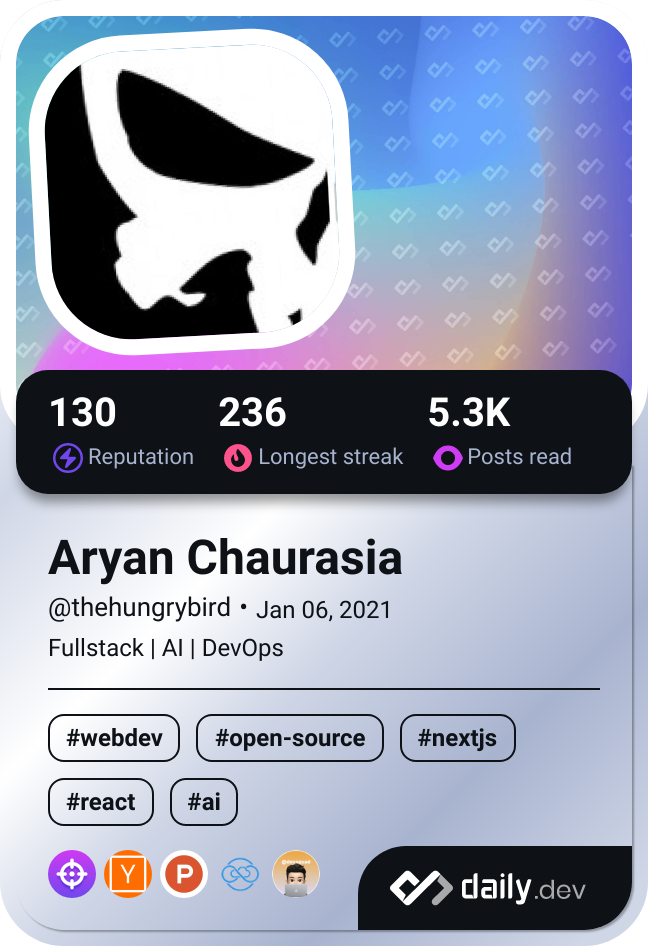 130 236 5.3K
Reputation Longest streak Posts read
Aryan Chaurasia
@thehungrybird • Jan 06, 2021
Fullstack | AI | DevOps
#webdev #open-source #nextjs
#react #ai
Y P
daily.dev